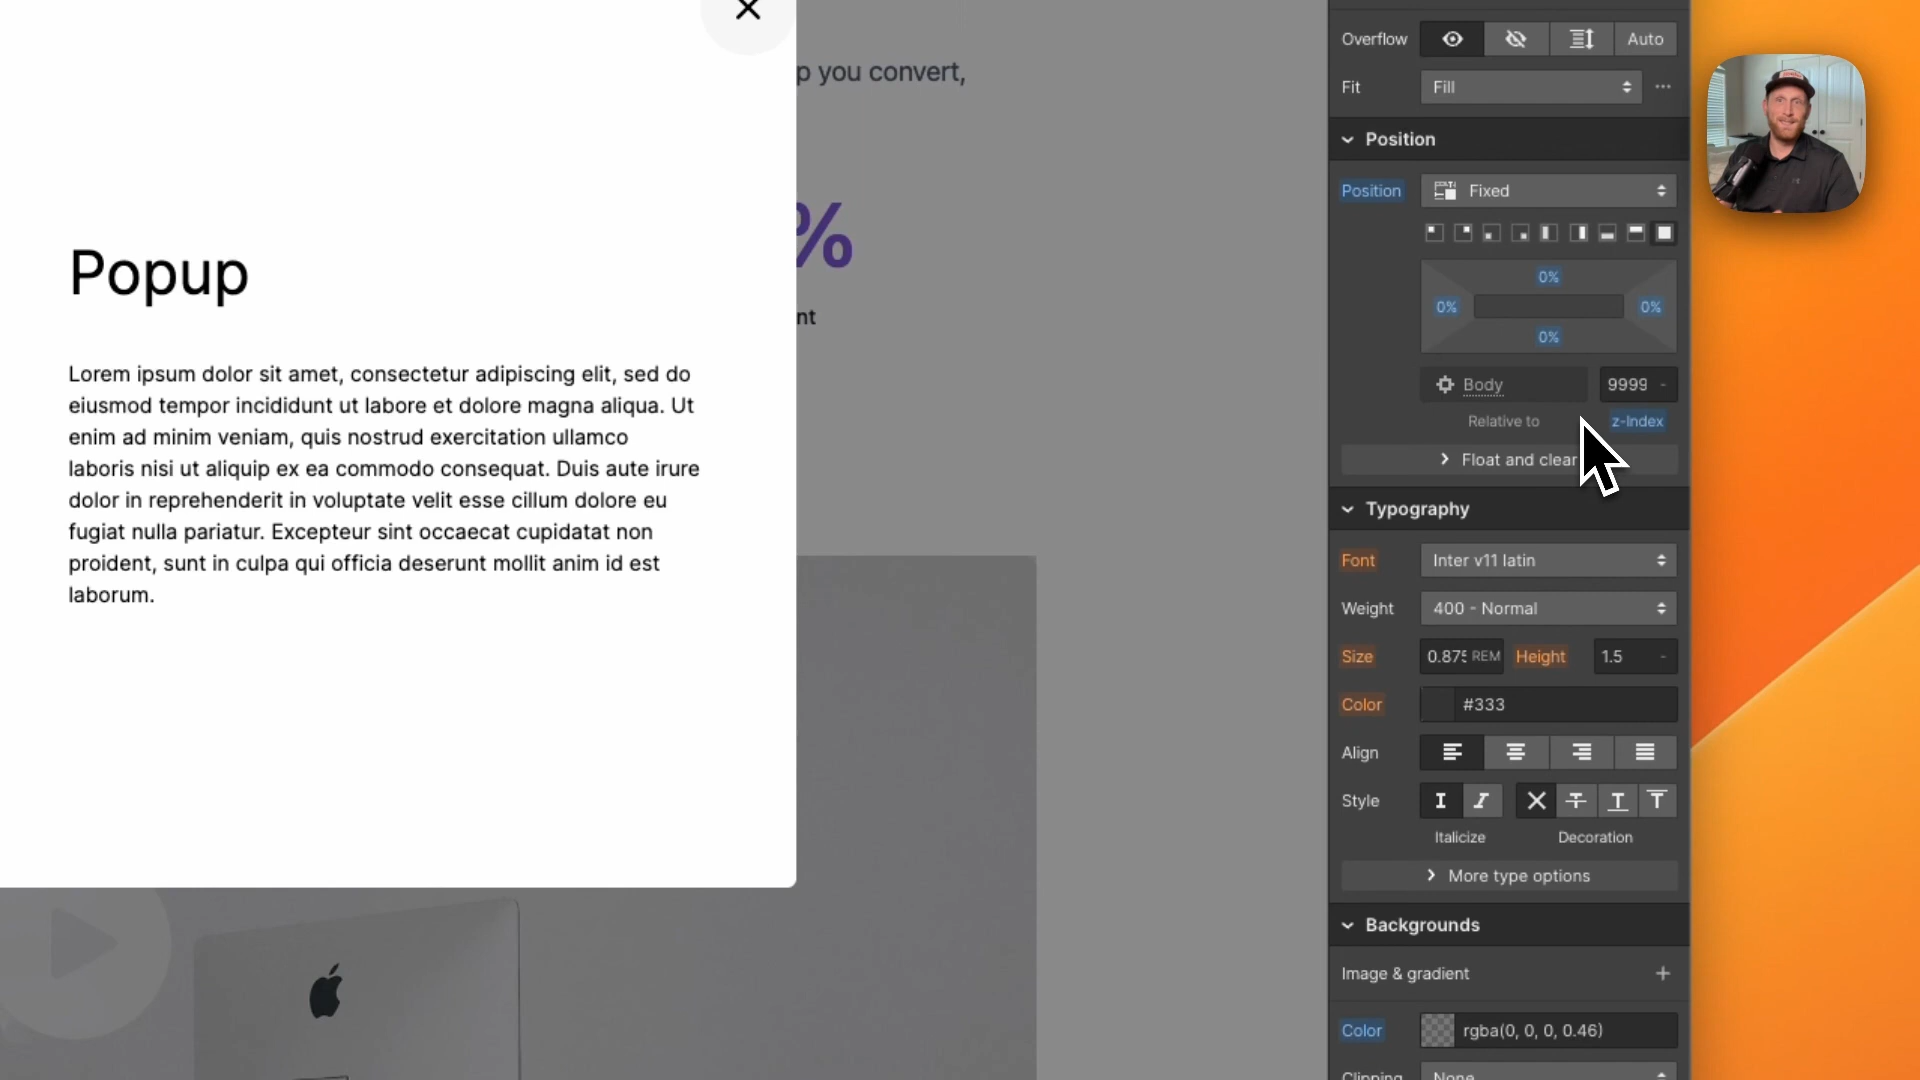 p you convert,
%
nt
Popup
Lorem ipsum dolor sit amet, consectetur adipiscing elit, sed do
eiusmod tempor incididunt ut labore et dolore magna aliqua. Ut
enim ad minim veniam, quis nostrud exercitation ullamco
laboris nisi ut aliquip ex ea commodo consequat. Duis aute irure
dolor in reprehenderit in voluptate velit esse cillum dolore eu
fugiat nulla pariatur. Excepteur sint occaecat cupidatat non
proident, sunt in culpa qui officia deserunt mollit anim id est
laborum.
Overflow Auto
Fit Fill
Position
Position Fixed
0%
0% 0%
0%
Body 9999 -
Relative to z-Index
Float and clear
Typography
Font Inter v11 latin
Weight 400 - Normal
Size 0.875 REM Height 1.5 -
Color #333
Align
Style
Italicize Decoration
More type options
Backgrounds
Image & gradient
Color rgba(0, 0, 0, 0.46)
Clipping None